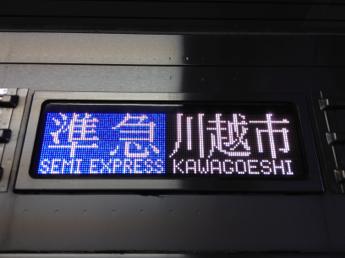 準急 川越市
SEMI EXPRESS KAWAGOESHI